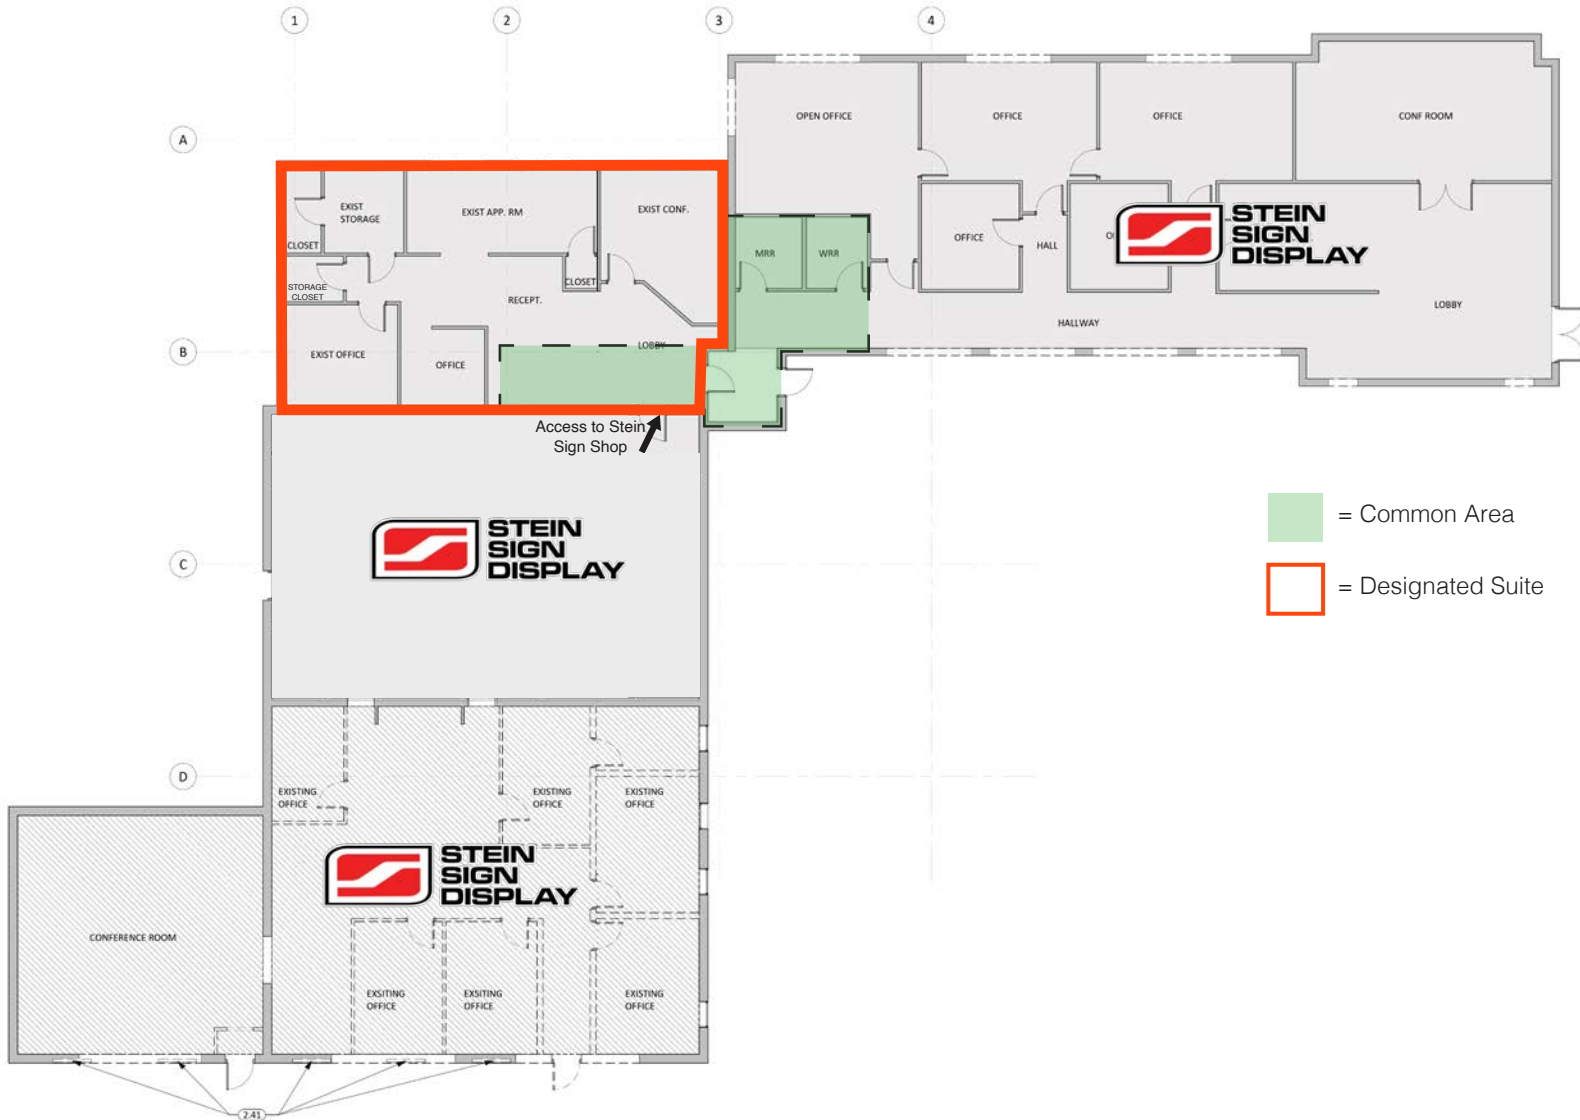 1
2
3
4
A
B
C
D
OPEN OFFICE
OFFICE
OFFICE
CONF ROOM
EXIST
STORAGE
EXIST APP. RM
EXIST CONF.
CLOSET
STORAGE
CLOSET
CLOSET
RECEPT.
LOBBY
EXIST OFFICE
OFFICE
MRR
WRR
OFFICE
HALL
STEIN
SIGN
DISPLAY
HALLWAY
LOBBY
Access to Stein
Sign Shop
STEIN
SIGN
DISPLAY
= Common Area
= Designated Suite
EXISTING
OFFICE
EXISTING
OFFICE
EXISTING
OFFICE
STEIN
SIGN
DISPLAY
CONFERENCE ROOM
EXSITING
OFFICE
EXSITING
OFFICE
EXISTING
OFFICE
2.41